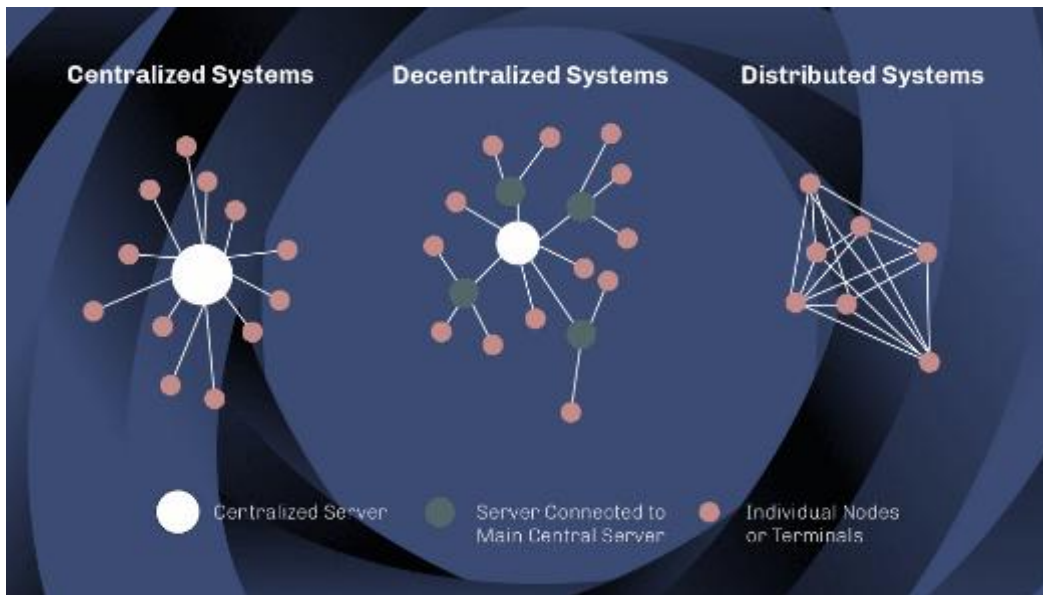 Centralized Systems
Decentralized Systems
Distributed Systems
Centralized Server
Server Connected to
Main Central Server
Individual Nodes
or Terminals